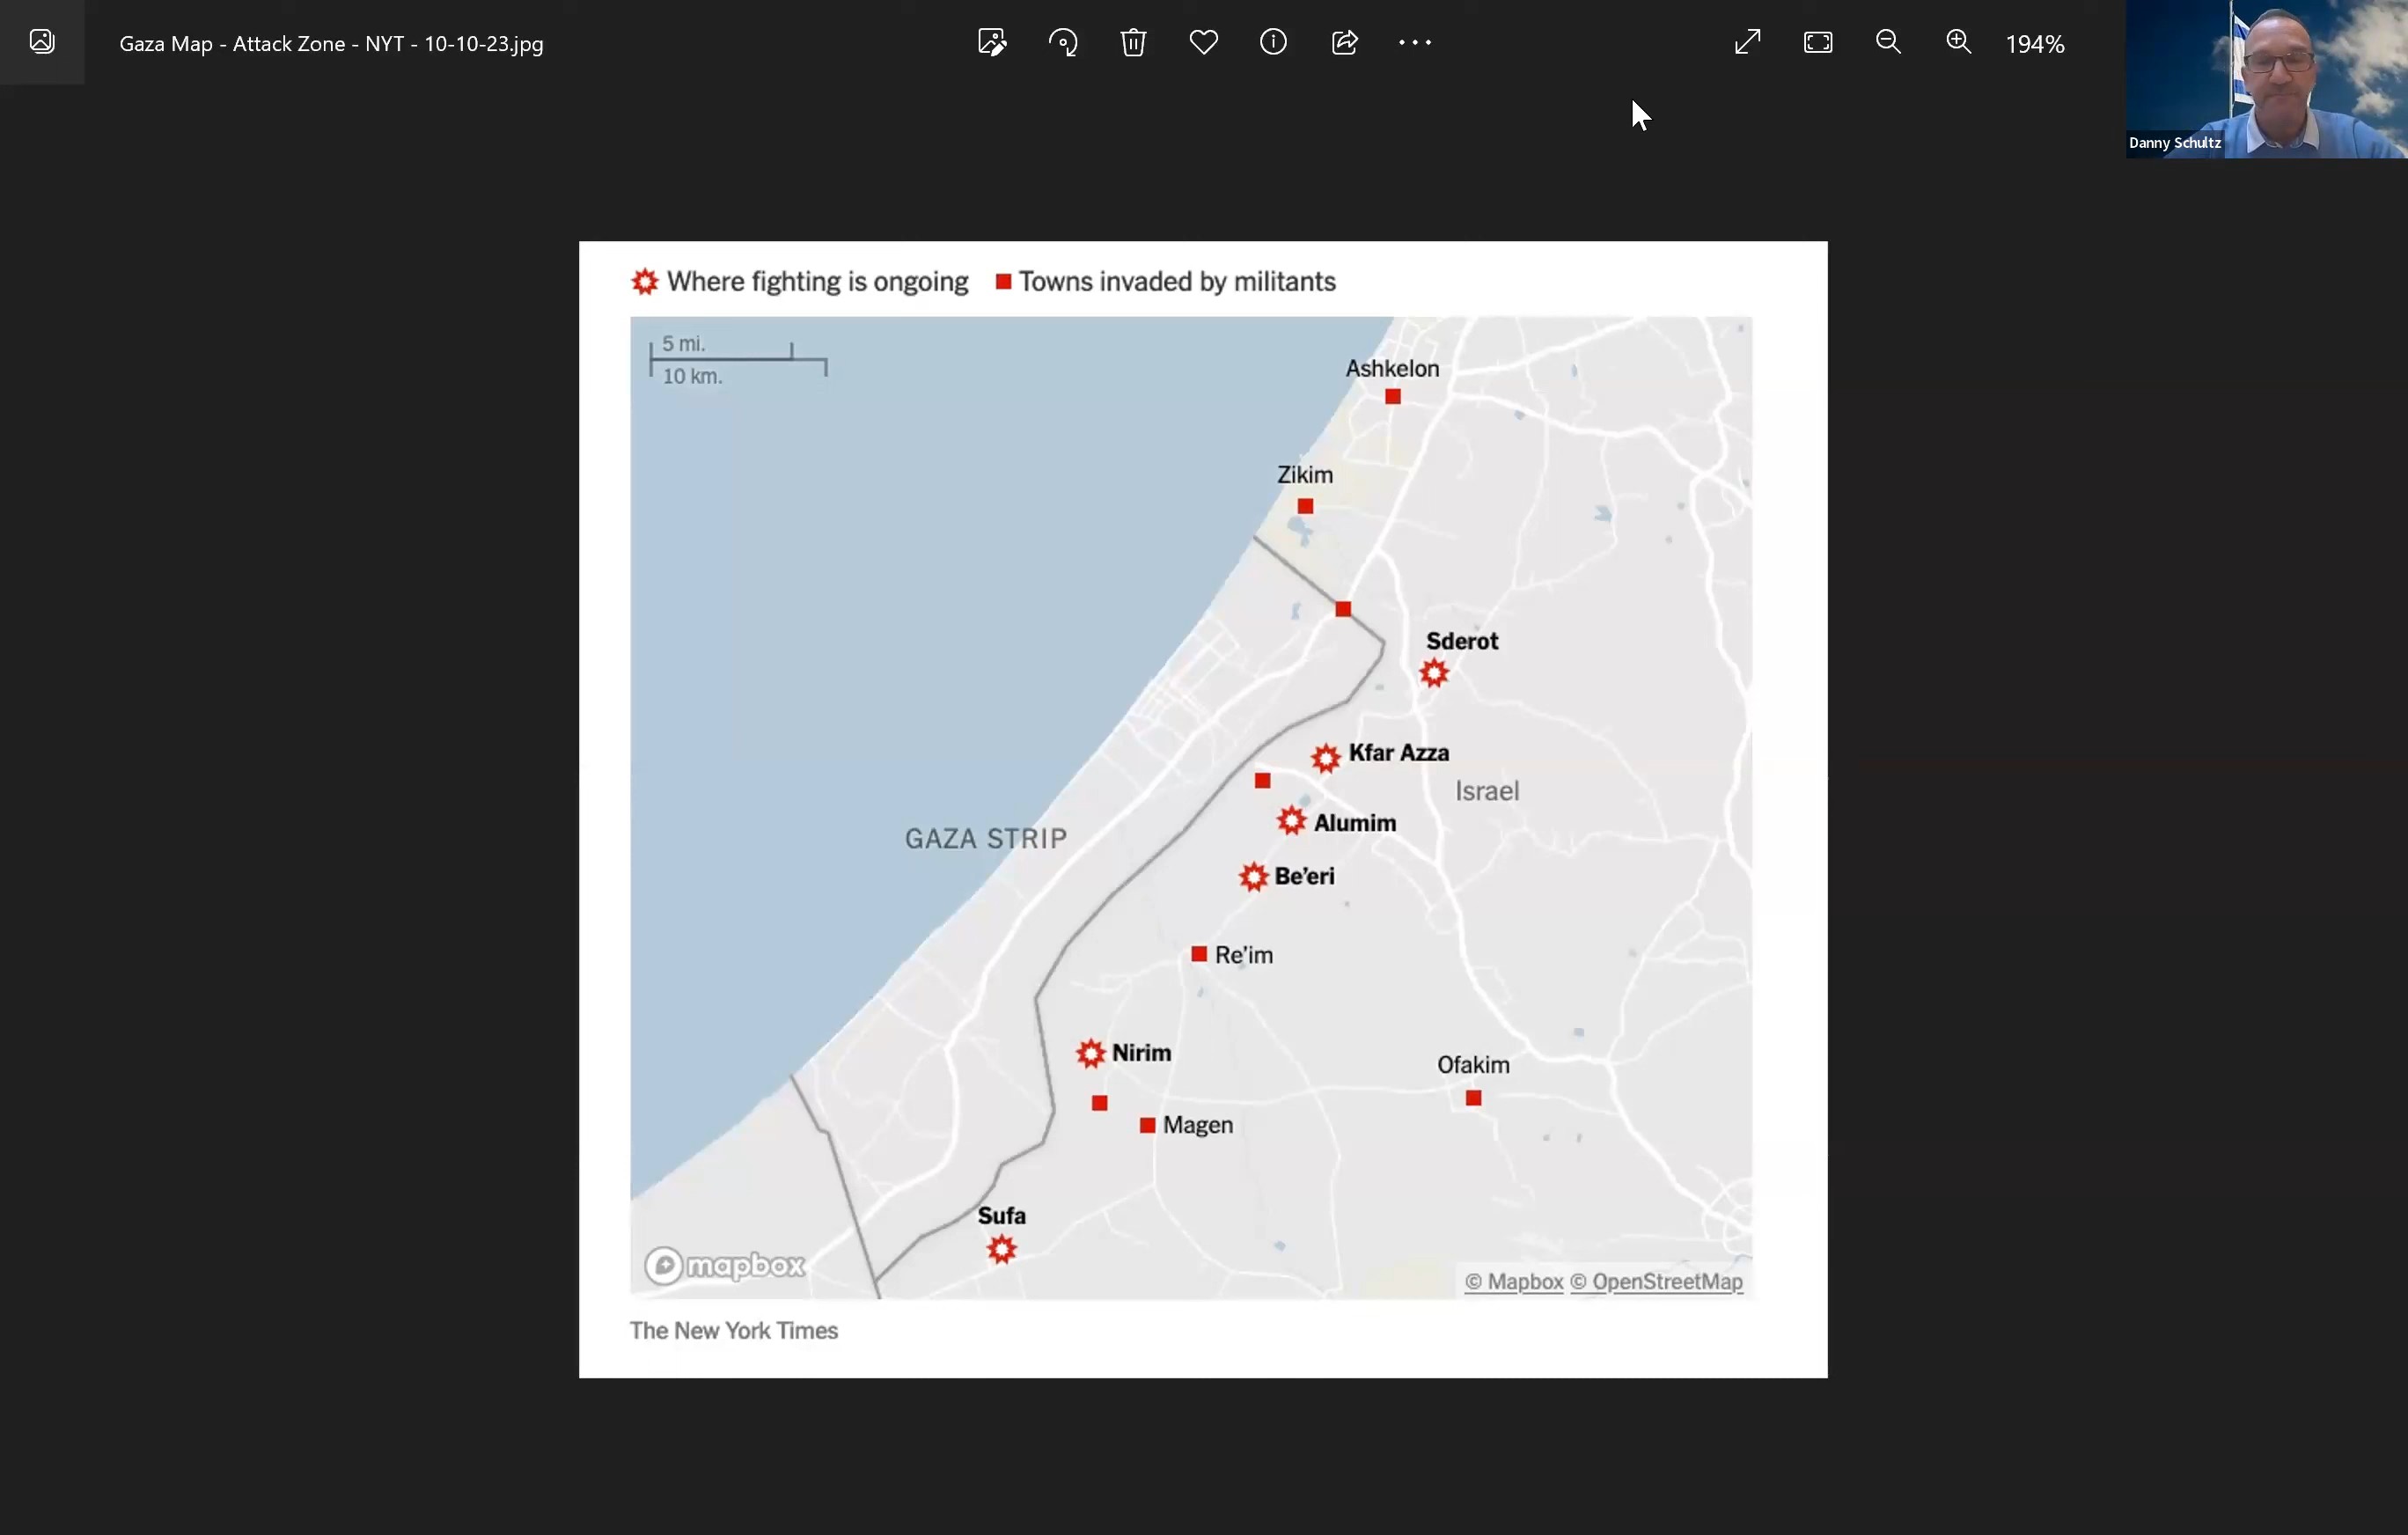 Gaza Map - Attack Zone - NYT - 10-10-23.jpg
194%
Danny Schultz
Where fighting is ongoing
Towns invaded by militants
5 mi.
10 km.
Ashkelon
Zikim
Sderot
Kfar Azza
Israel
Alumim
GAZA STRIP
Be’eri
Re’im
Nirim
Ofakim
Magen
Sufa
mapbox
© Mapbox © OpenStreetMap
The New York Times